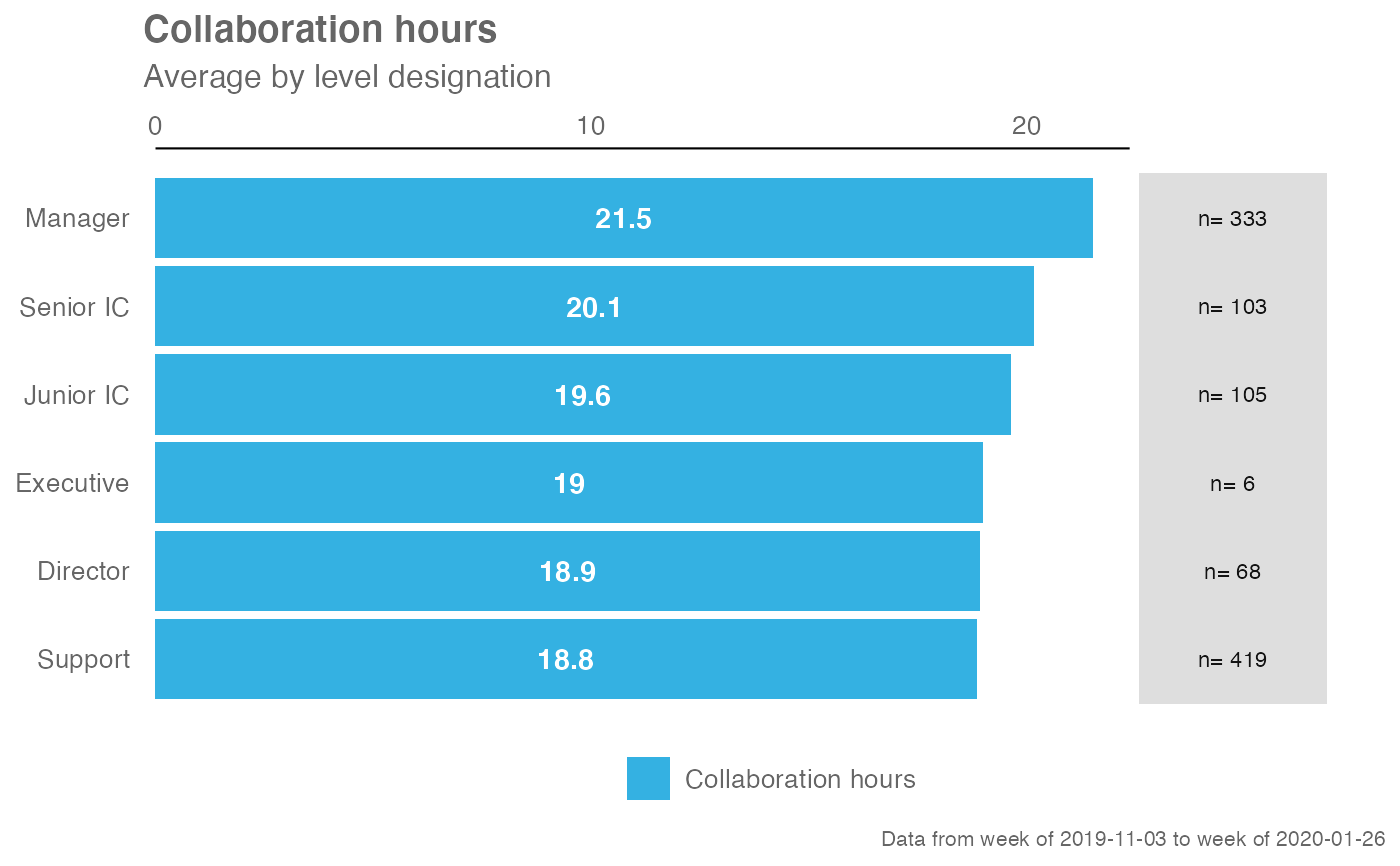 Collaboration hours
Average by level designation
0 10 20
Manager 21.5 n= 333
Senior IC 20.1 n= 103
Junior IC 19.6 n= 105
Executive 19 n= 6
Director 18.9 n= 68
Support 18.8 n= 419
Collaboration hours
Data from week of 2019-11-03 to week of 2020-01-26